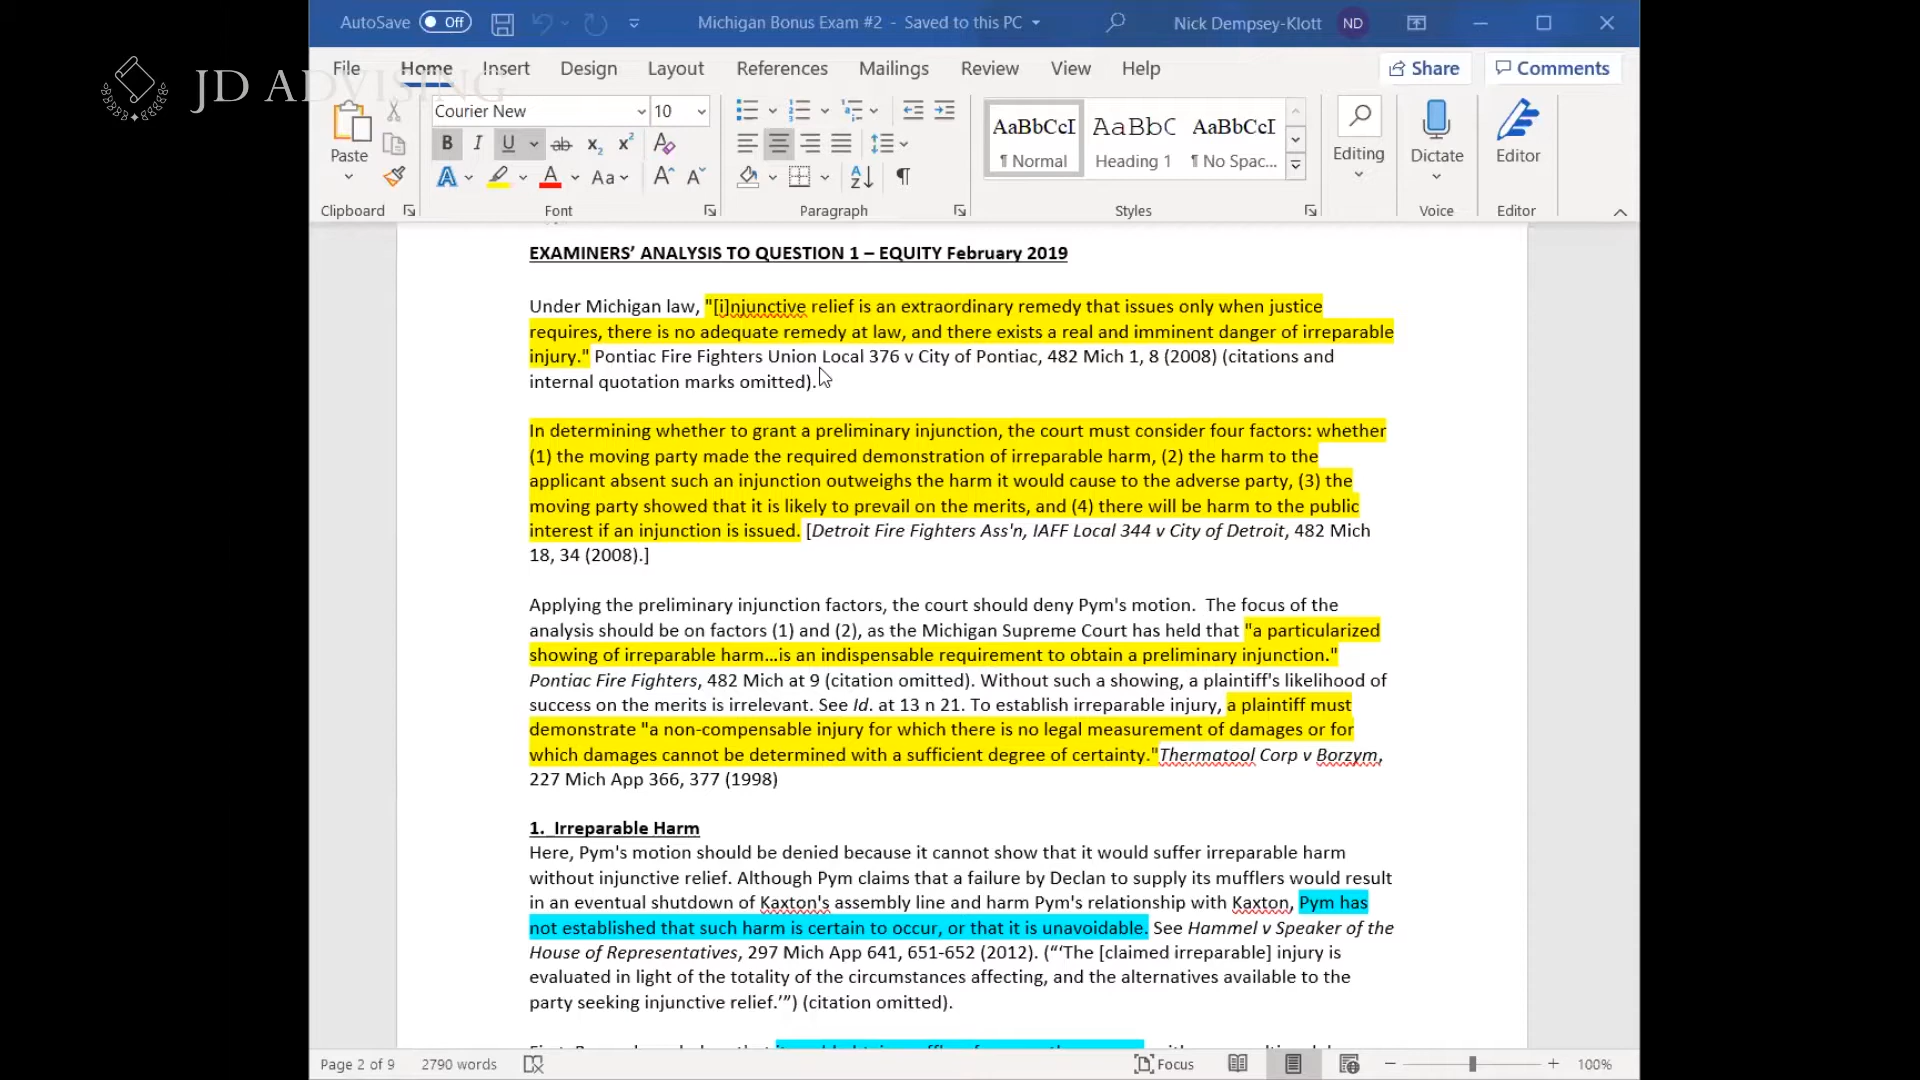 AutoSave Off Michigan Bonus Exam #2 - Saved to this PC Nick Dempsey-Klott ND
JD ADVISING
File Home Insert Design Layout References Mailings Review View Help Share Comments
Courier New 10
AaBbCcI AaBbC AaBbCcI
¶ Normal Heading 1 ¶ No Spac...
Paste Editing Dictate Editor
Clipboard Font Paragraph Styles Voice Editor
EXAMINERS’ ANALYSIS TO QUESTION 1 – EQUITY February 2019
Under Michigan law, "[i]njunctive relief is an extraordinary remedy that issues only when justice
requires, there is no adequate remedy at law, and there exists a real and imminent danger of irreparable
injury." Pontiac Fire Fighters Union Local 376 v City of Pontiac, 482 Mich 1, 8 (2008) (citations and
internal quotation marks omitted).
In determining whether to grant a preliminary injunction, the court must consider four factors: whether
(1) the moving party made the required demonstration of irreparable harm, (2) the harm to the
applicant absent such an injunction outweighs the harm it would cause to the adverse party, (3) the
moving party showed that it is likely to prevail on the merits, and (4) there will be harm to the public
interest if an injunction is issued. [Detroit Fire Fighters Ass'n, IAFF Local 344 v City of Detroit, 482 Mich
18, 34 (2008).]
Applying the preliminary injunction factors, the court should deny Pym's motion. The focus of the
analysis should be on factors (1) and (2), as the Michigan Supreme Court has held that "a particularized
showing of irreparable harm...is an indispensable requirement to obtain a preliminary injunction."
Pontiac Fire Fighters, 482 Mich at 9 (citation omitted). Without such a showing, a plaintiff's likelihood of
success on the merits is irrelevant. See Id. at 13 n 21. To establish irreparable injury, a plaintiff must
demonstrate "a non-compensable injury for which there is no legal measurement of damages or for
which damages cannot be determined with a sufficient degree of certainty."Thermatool Corp v Borzym,
227 Mich App 366, 377 (1998)
1. Irreparable Harm
Here, Pym's motion should be denied because it cannot show that it would suffer irreparable harm
without injunctive relief. Although Pym claims that a failure by Declan to supply its mufflers would result
in an eventual shutdown of Kaxton's assembly line and harm Pym's relationship with Kaxton, Pym has
not established that such harm is certain to occur, or that it is unavoidable. See Hammel v Speaker of the
House of Representatives, 297 Mich App 641, 651-652 (2012). (“‘The [claimed irreparable] injury is
evaluated in light of the totality of the circumstances affecting, and the alternatives available to the
party seeking injunctive relief.’”) (citation omitted).
Page 2 of 9 2790 words Focus 100%